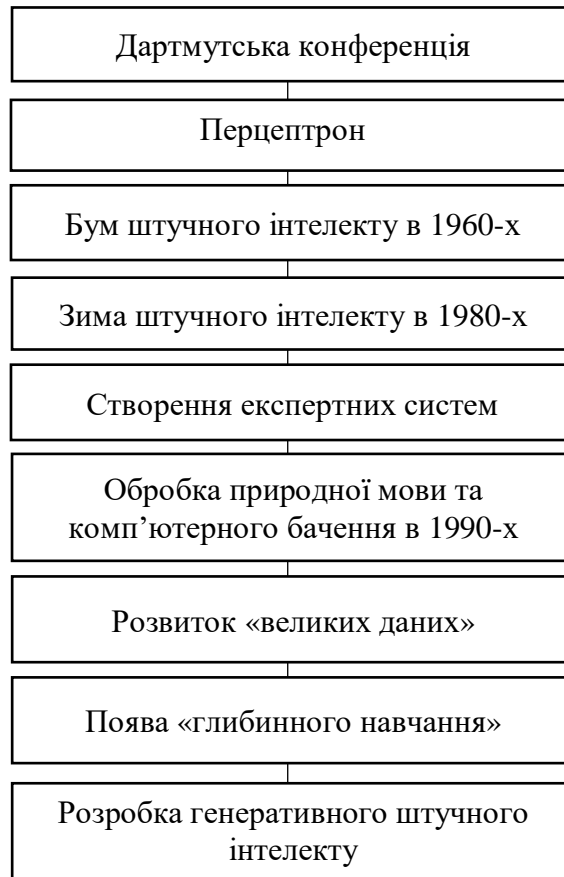 Дартмутська конференція
Перцептрон
Бум штучного інтелекту в 1960-х
Зима штучного інтелекту в 1980-х
Створення експертних систем
Обробка природної мови та
комп’ютерного бачення в 1990-х
Розвиток «великих даних»
Поява «глибинного навчання»
Розробка генеративного штучного
інтелекту